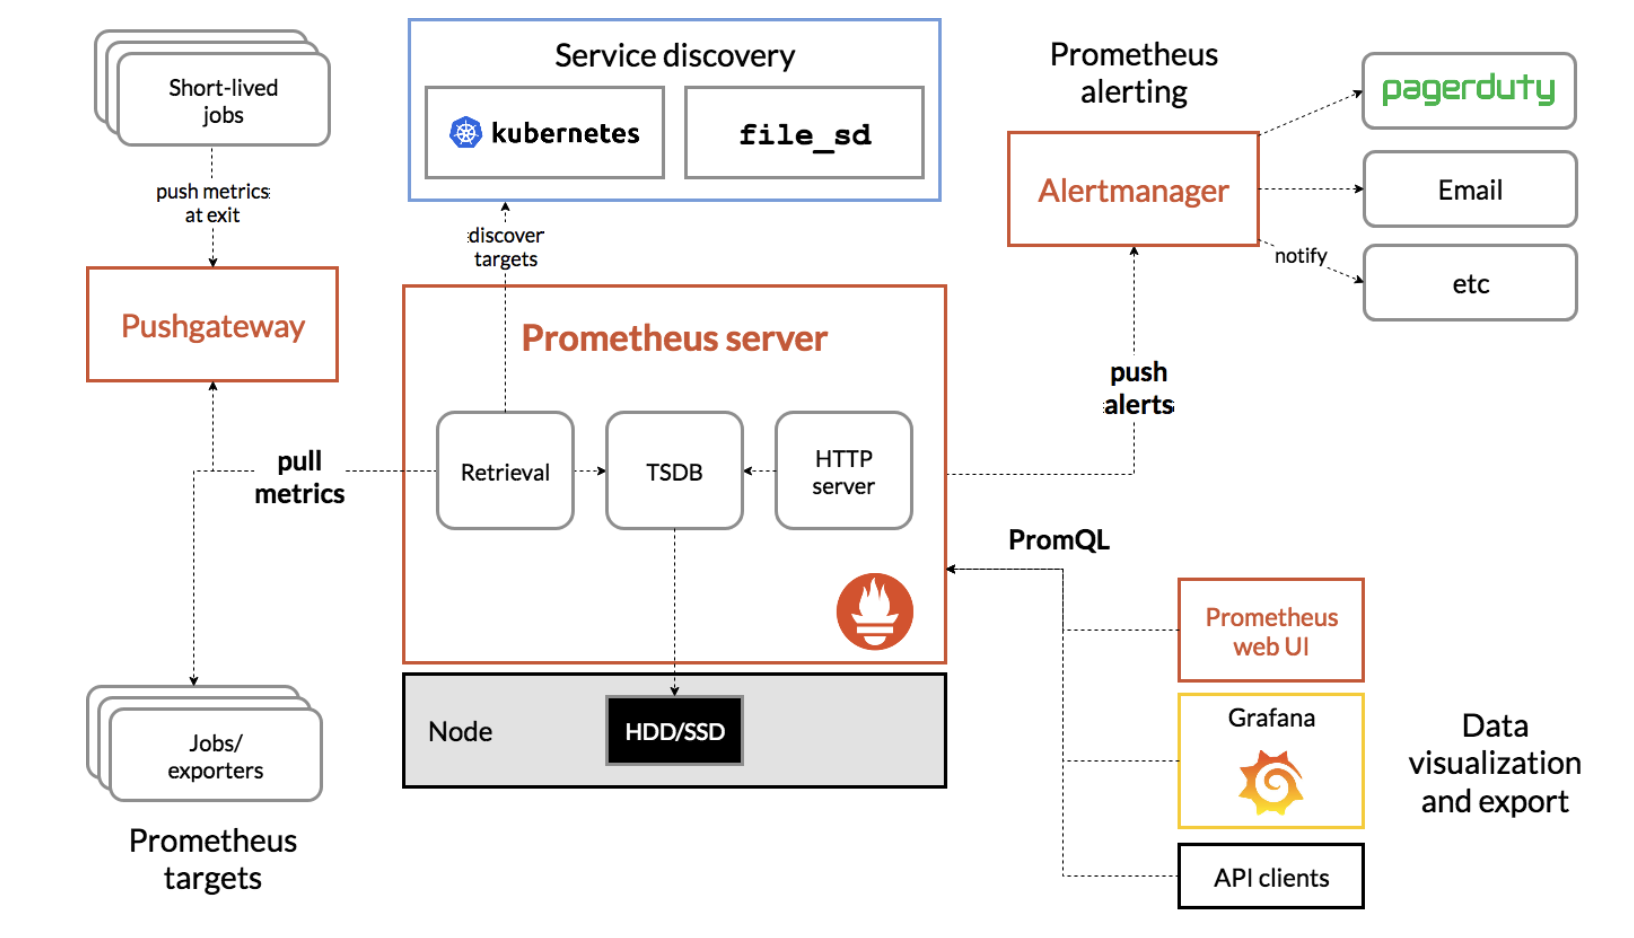 Short-lived
jobs
push metrics
at exit
Pushgateway
pull
metrics
Jobs/
exporters
Prometheus
targets
Service discovery
kubernetes
file_sd
discover
targets
Prometheus server
Retrieval
TSDB
HTTP
server
Node
HDD/SSD
Prometheus
alerting
Alertmanager
pagerduty
Email
notify
etc
push
alerts
PromQL
Prometheus
web UI
Grafana
API clients
Data
visualization
and export